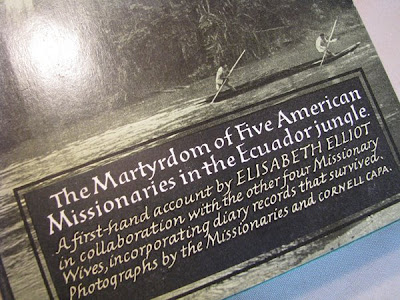 The Martyrdom of Five American
Missionaries in the Ecuador jungle.
A first-hand account by ELISABETH ELLIOT
in collaboration with the other four Missionary
Wives, incorporating diary records that survived.
Photographs by the Missionaries and CORNELL CAPA.